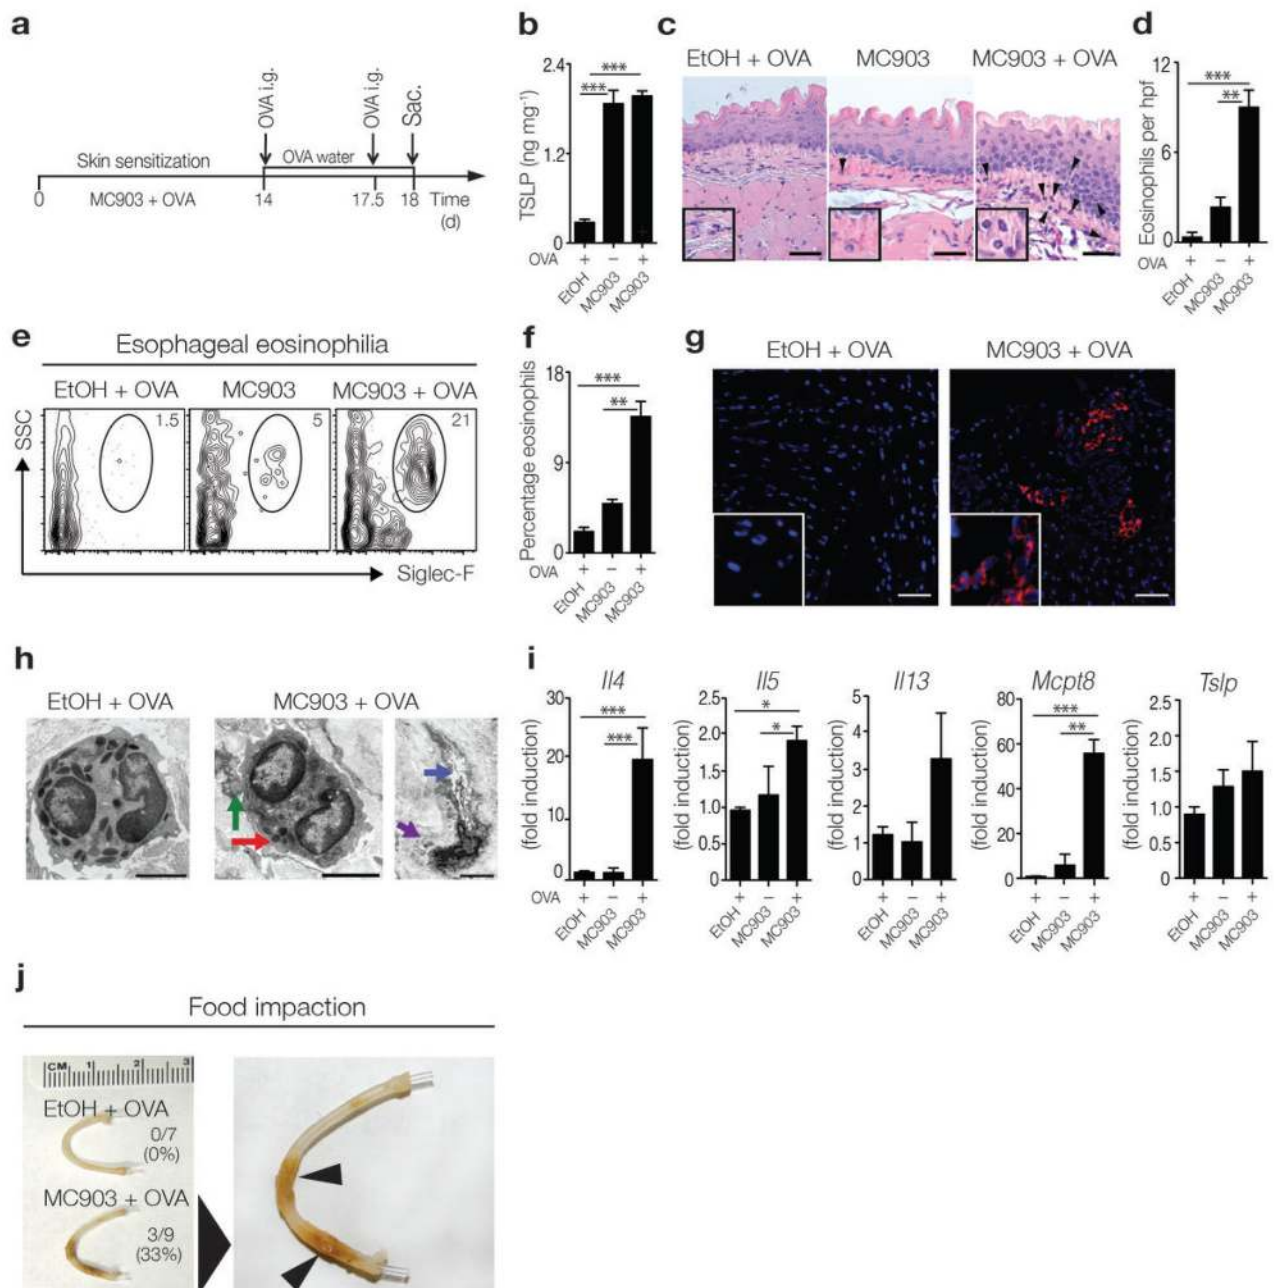 a
OVA i.g.
OVA i.g.
Sac.
Skin sensitization
OVA water
0
MC903 + OVA
14
17.5
18
Time
(d)
b
TSLP (ng mg⁻¹)
2.4
1.2
0
***
***
OVA + − +
EtOH MC903 MC903
c
EtOH + OVA MC903 MC903 + OVA
d
Eosinophils per hpf
12
6
0
***
**
OVA + − +
EtOH MC903 MC903
e
Esophageal eosinophilia
EtOH + OVA MC903 MC903 + OVA
1.5 5 21
SSC
Siglec-F
f
Percentage eosinophils
18
9
0
***
**
OVA + − +
EtOH MC903 MC903
g
EtOH + OVA MC903 + OVA
h
EtOH + OVA MC903 + OVA
i
Il4
(fold induction)
30
20
10
0
***
***
OVA + − +
EtOH MC903 MC903
Il5
(fold induction)
2.5
2.0
1.5
1.0
0.5
0
*
*
+ − +
EtOH MC903 MC903
Il13
(fold induction)
5
4
3
2
1
0
+ − +
EtOH MC903 MC903
Mcpt8
(fold induction)
80
60
40
20
0
***
**
+ − +
EtOH MC903 MC903
Tslp
(fold induction)
2.5
2.0
1.5
1.0
0.5
0
+ − +
EtOH MC903 MC903
j
Food impaction
CM 1 2 3
EtOH + OVA
0/7
(0%)
MC903 + OVA
3/9
(33%)